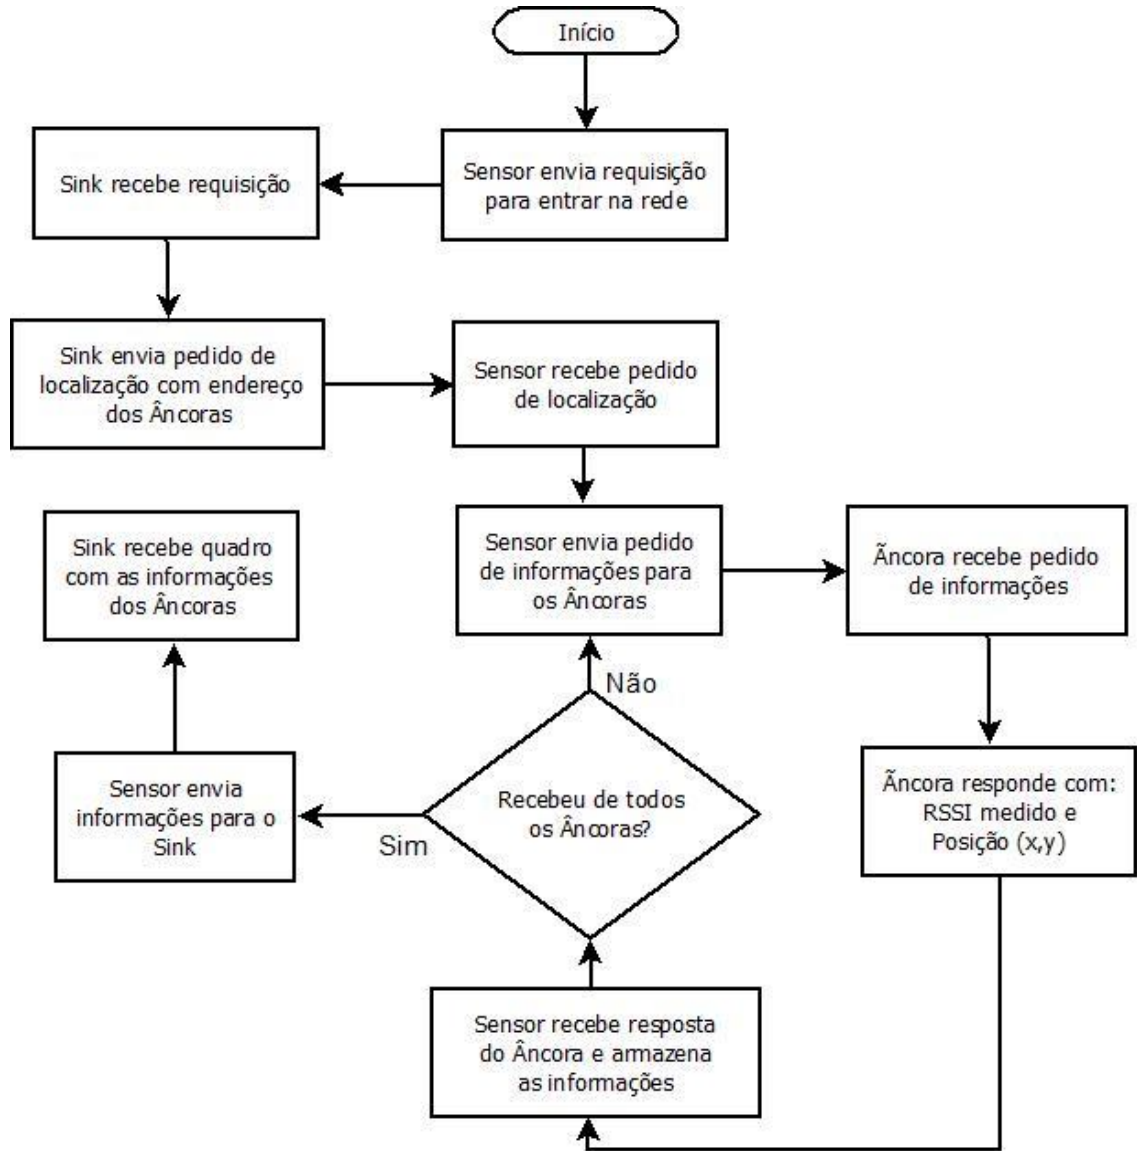 Início
Sensor envia requisição
para entrar na rede
Sink recebe requisição
Sink envia pedido de
localização com endereço
dos Âncoras
Sensor recebe pedido
de localização
Sensor envia pedido
de informações para
os Âncoras
Ãncora recebe pedido
de informações
Ãncora responde com:
RSSI medido e
Posição (x,y)
Sensor recebe resposta
do Âncora e armazena
as informações
Recebeu de todos
os Âncoras?
Não
Sim
Sensor envia
informações para o
Sink
Sink recebe quadro
com as informações
dos Âncoras